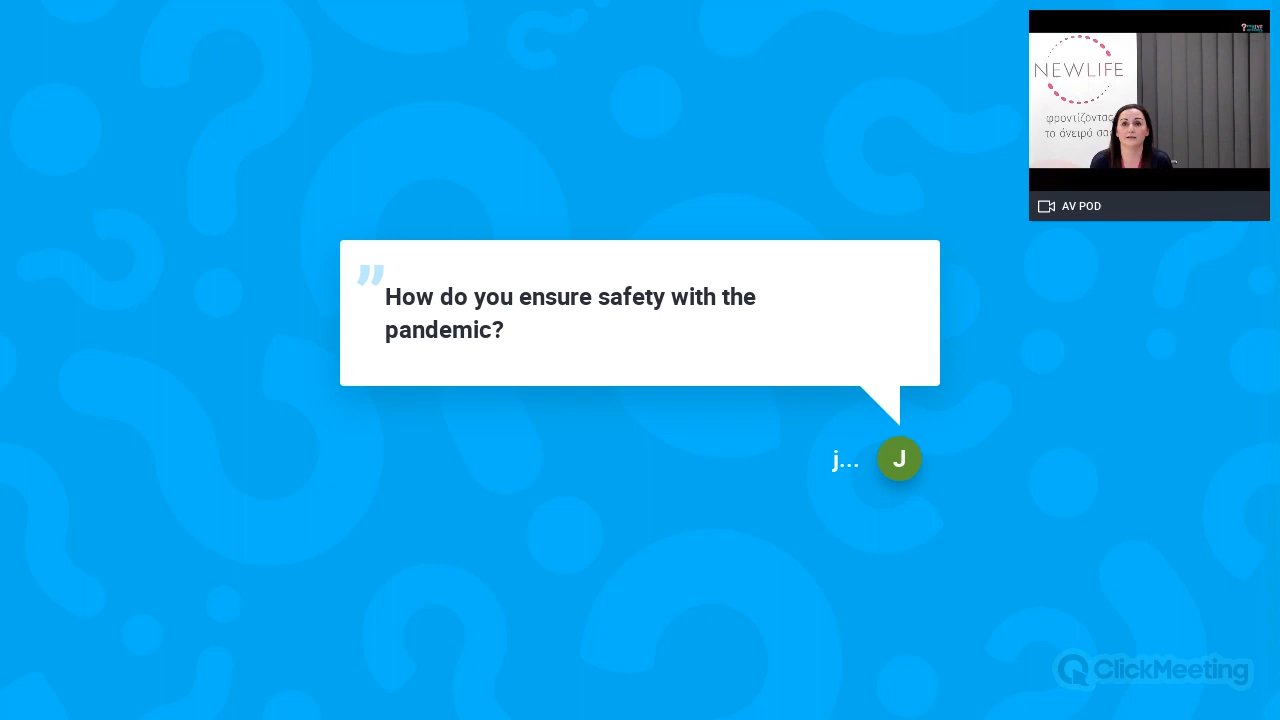 NEWLIFE
φροντίζοντας
το όνειρό σας
AV POD
"
How do you ensure safety with the
pandemic?
j...
J
ClickMeeting